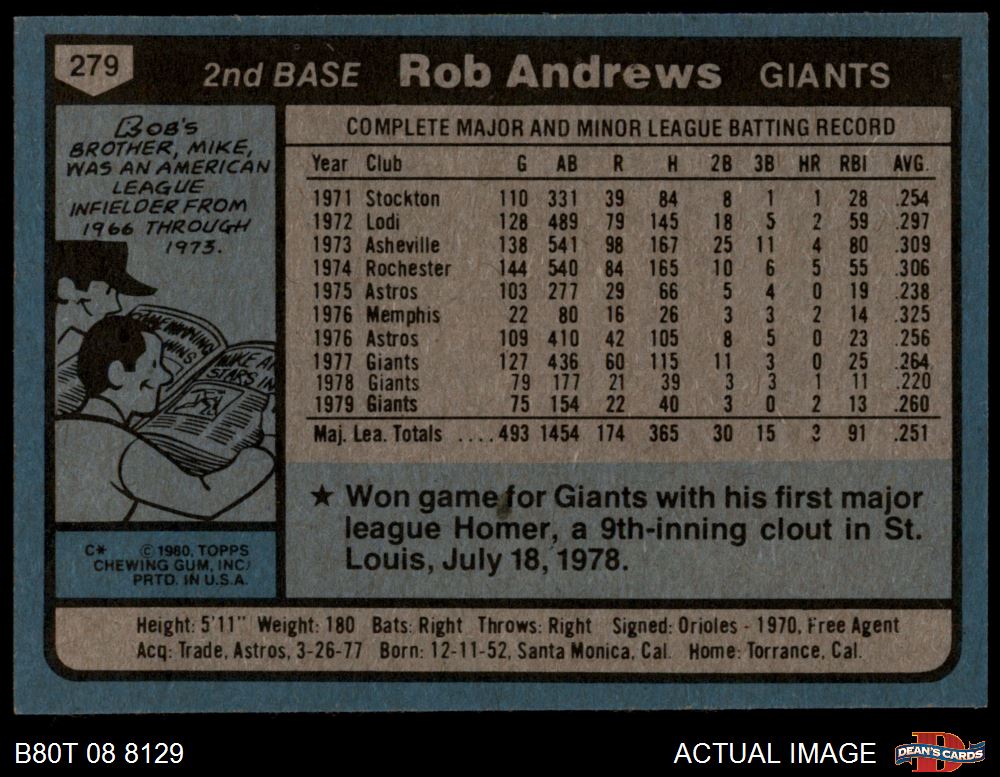 279
2nd BASE Rob Andrews GIANTS
BOB'S
BROTHER, MIKE,
WAS AN AMERICAN
LEAGUE
INFIELDER FROM
1966 THROUGH
1973.
GAME-WINNING
WINS
MIKE A
STARS IN
C* © 1980, TOPPS
CHEWING GUM, INC.
PRTD. IN U.S.A.
COMPLETE MAJOR AND MINOR LEAGUE BATTING RECORD
Year Club G AB R H 2B 3B HR RBI AVG.
1971 Stockton 110 331 39 84 8 1 1 28 .254
1972 Lodi 128 489 79 145 18 5 2 59 .297
1973 Asheville 138 541 98 167 25 11 4 80 .309
1974 Rochester 144 540 84 165 10 6 5 55 .306
1975 Astros 103 277 29 66 5 4 0 19 .238
1976 Memphis 22 80 16 26 3 3 2 14 .325
1976 Astros 109 410 42 105 8 5 0 23 .256
1977 Giants 127 436 60 115 11 3 0 25 .264
1978 Giants 79 177 21 39 3 3 1 11 .220
1979 Giants 75 154 22 40 3 0 2 13 .260
Maj. Lea. Totals ....493 1454 174 365 30 15 3 91 .251
★ Won game for Giants with his first major
league Homer, a 9th-inning clout in St.
Louis, July 18, 1978.
Height: 5'11" Weight: 180 Bats: Right Throws: Right Signed: Orioles - 1970, Free Agent
Acq: Trade, Astros, 3-26-77 Born: 12-11-52, Santa Monica, Cal. Home: Torrance, Cal.
B80T 08 8129
ACTUAL IMAGE
D
DEAN'S CARDS